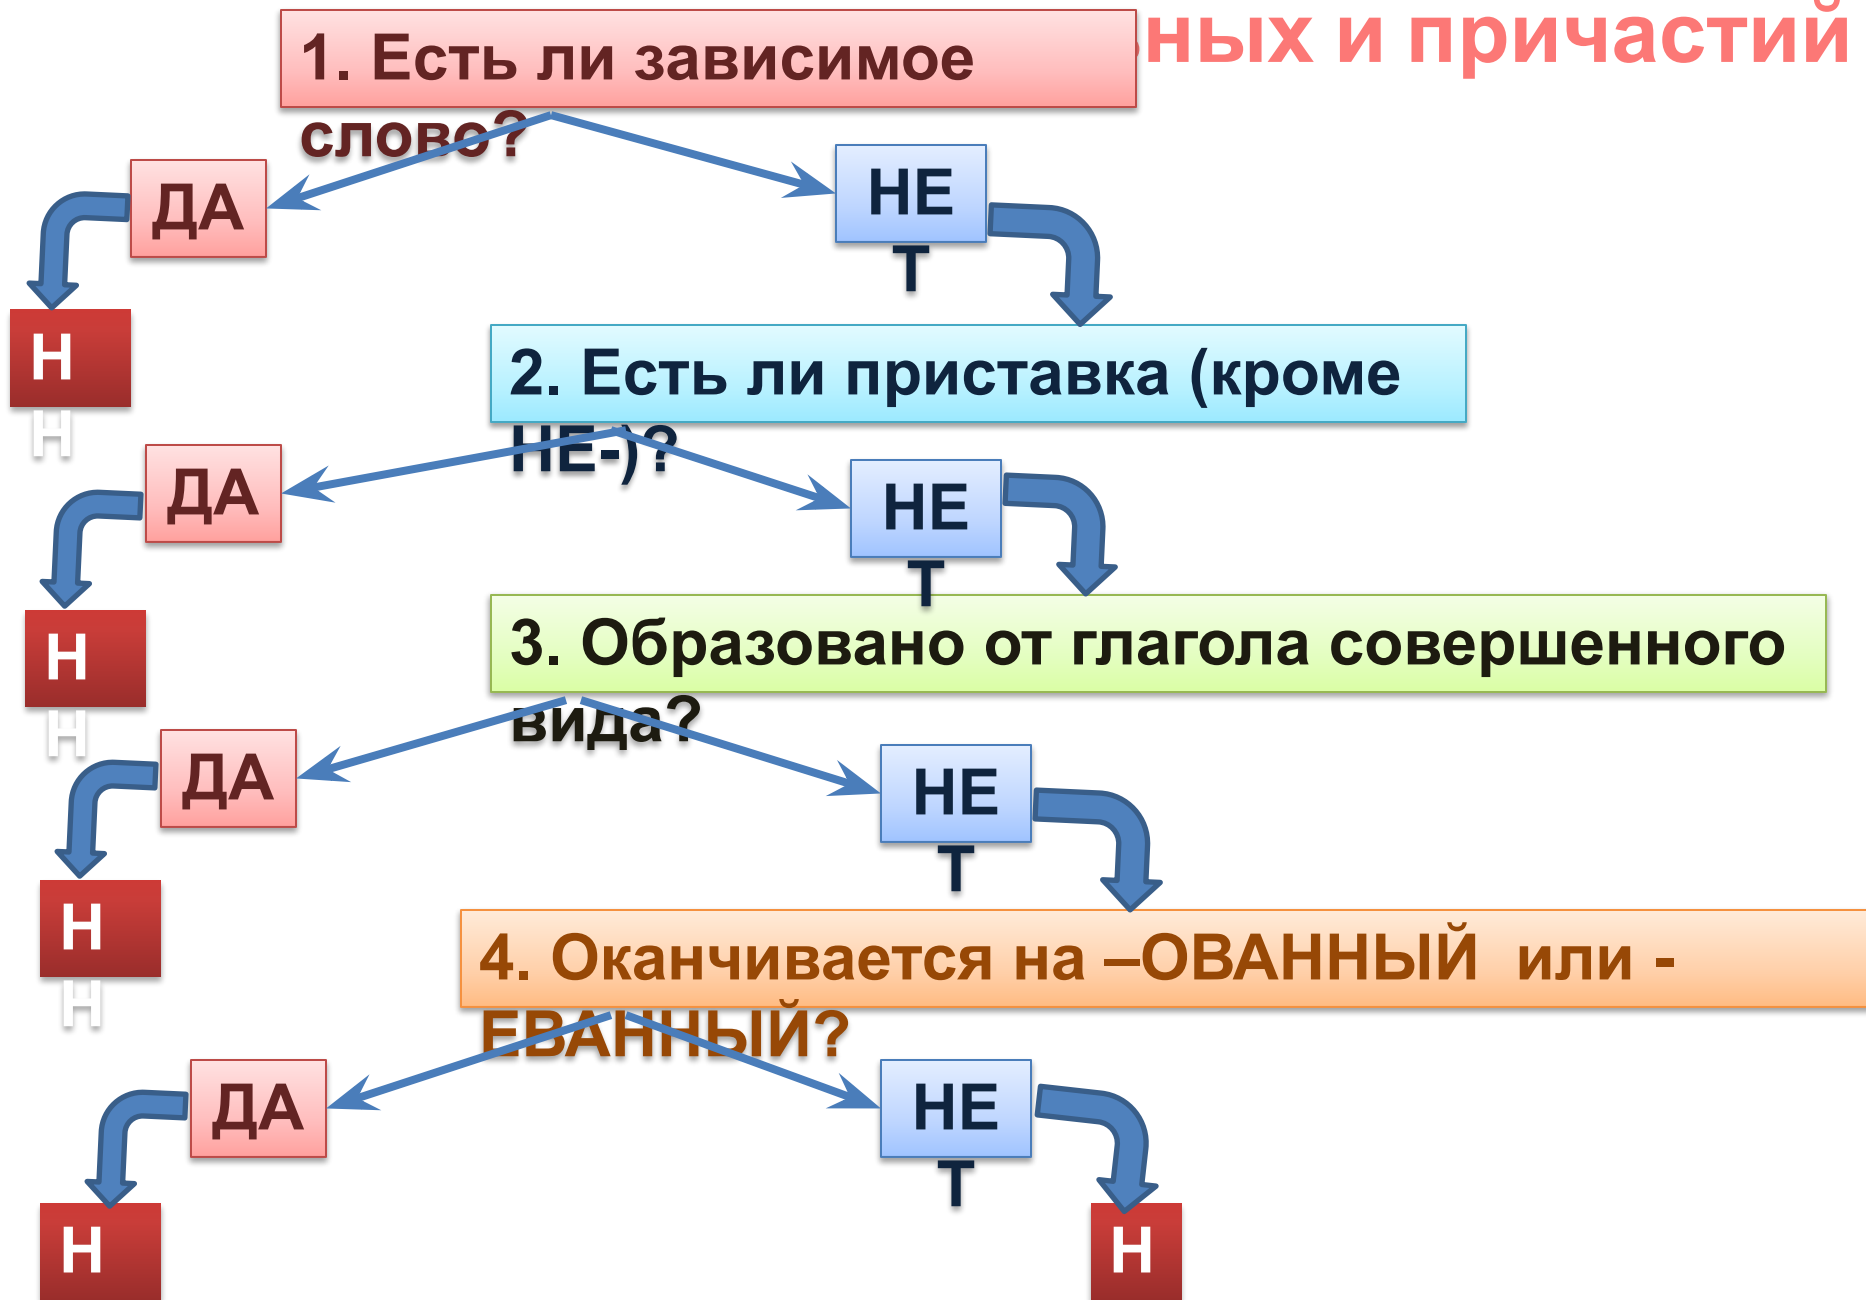 ных и причастий
1. Есть ли зависимое
слово?
ДА
НЕ
Т
Н
Н
2. Есть ли приставка (кроме
НЕ-)?
ДА
НЕ
Т
Н
Н
3. Образовано от глагола совершенного
вида?
ДА
НЕ
Т
Н
Н
4. Оканчивается на –ОВАННЫЙ или -
ЕВАННЫЙ?
ДА
НЕ
Т
Н
Н